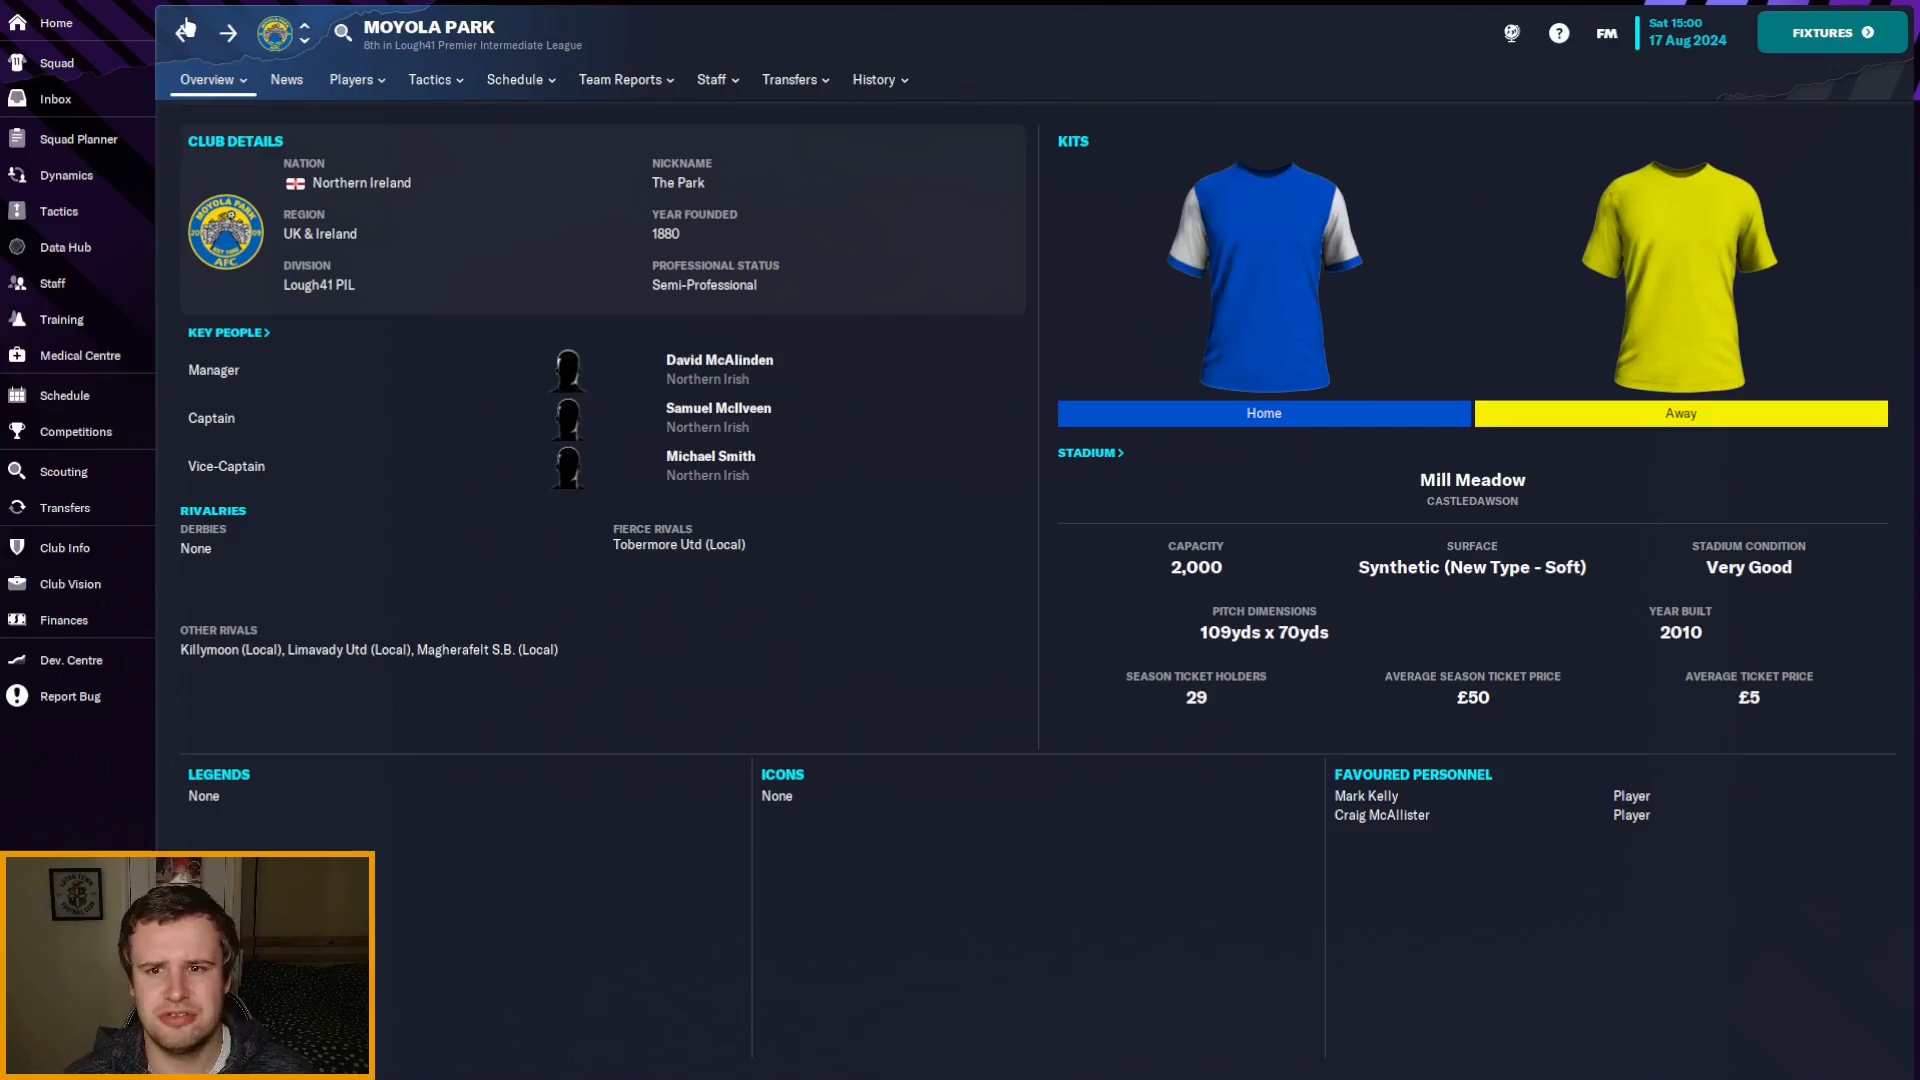 Home
Squad
Inbox
Squad Planner
Dynamics
Tactics
Data Hub
Staff
Training
Medical Centre
Schedule
Competitions
Scouting
Transfers
Club Info
Club Vision
Finances
Dev. Centre
Report Bug
MOYOLA PARK
8th in Lough41 Premier Intermediate League
FM
Sat 15:00
17 Aug 2024
FIXTURES
Overview
News
Players
Tactics
Schedule
Team Reports
Staff
Transfers
History
CLUB DETAILS
MOYOLA PARK
AFC
NATION
Northern Ireland
NICKNAME
The Park
REGION
UK & Ireland
YEAR FOUNDED
1880
DIVISION
Lough41 PIL
PROFESSIONAL STATUS
Semi-Professional
KEY PEOPLE
Manager
David McAlinden
Northern Irish
Captain
Samuel McIlveen
Northern Irish
Vice-Captain
Michael Smith
Northern Irish
RIVALRIES
DERBIES
None
FIERCE RIVALS
Tobermore Utd (Local)
OTHER RIVALS
Killymoon (Local), Limavady Utd (Local), Magherafelt S.B. (Local)
KITS
Home
Away
STADIUM
Mill Meadow
CASTLEDAWSON
CAPACITY
2,000
SURFACE
Synthetic (New Type - Soft)
STADIUM CONDITION
Very Good
PITCH DIMENSIONS
109yds x 70yds
YEAR BUILT
2010
SEASON TICKET HOLDERS
29
AVERAGE SEASON TICKET PRICE
£50
AVERAGE TICKET PRICE
£5
LEGENDS
None
ICONS
None
FAVOURED PERSONNEL
Mark Kelly Player
Craig McAllister Player
LUTON TOWN